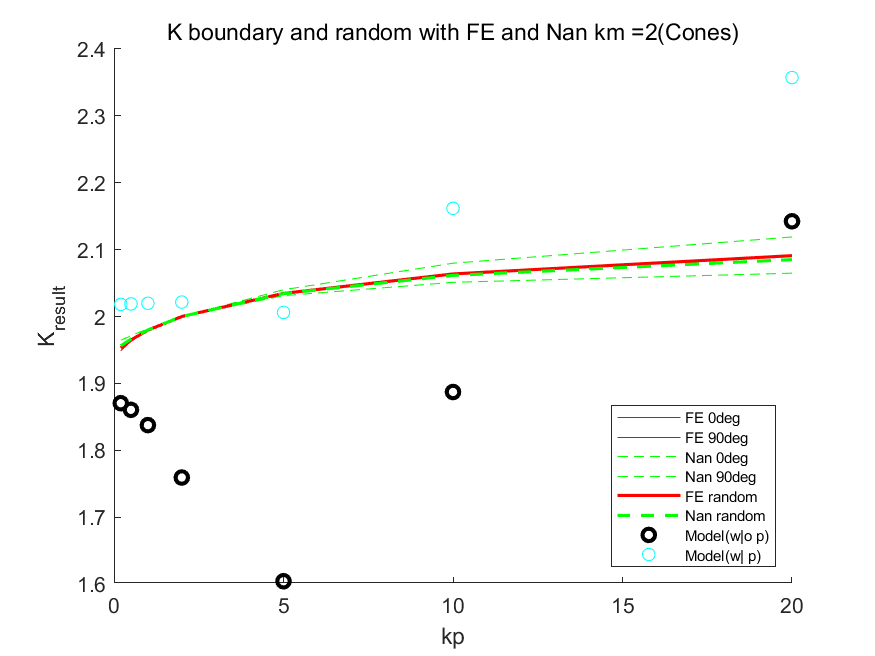 K boundary and random with FE and Nan km =2(Cones)
2.4
2.3
2.2
2.1
2
1.9
1.8
1.7
1.6
K_result
0 5 10 15 20
kp
FE 0deg
FE 90deg
Nan 0deg
Nan 90deg
FE random
Nan random
Model(w|o p)
Model(w| p)